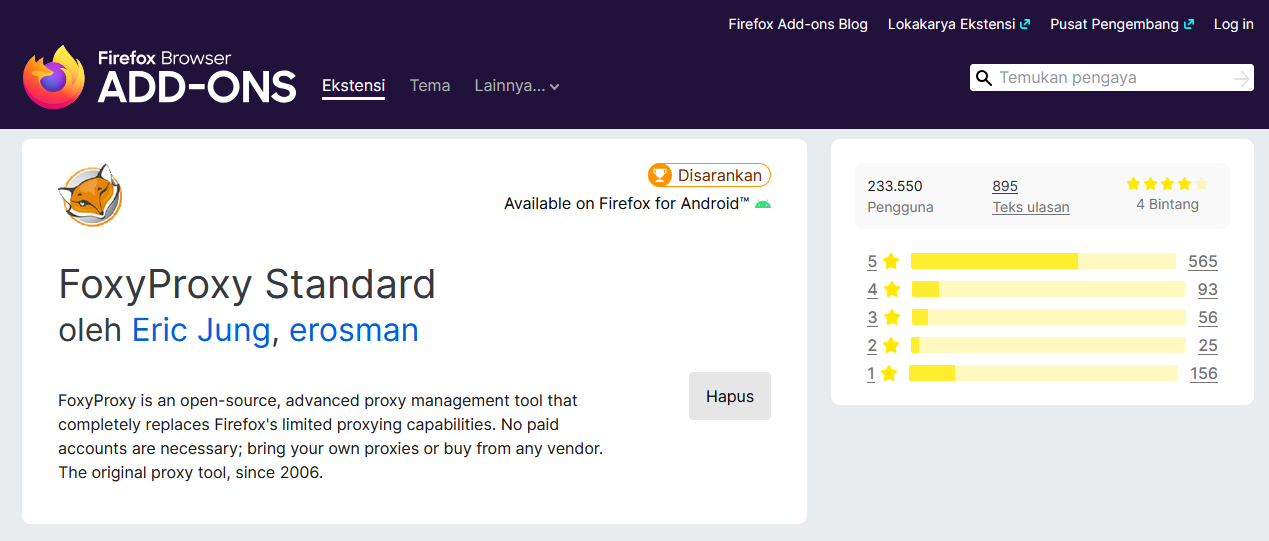 Firefox Add-ons Blog Lokakarya Ekstensi Pusat Pengembang Log in
Firefox Browser
ADD-ONS
Ekstensi Tema Lainnya...
Temukan pengaya
Disarankan
Available on Firefox for Android™
FoxyProxy Standard
oleh Eric Jung, erosman
FoxyProxy is an open-source, advanced proxy management tool that
completely replaces Firefox's limited proxying capabilities. No paid
accounts are necessary; bring your own proxies or buy from any vendor.
The original proxy tool, since 2006.
Hapus
233.550 895
Pengguna Teks ulasan 4 Bintang
5 565
4 93
3 56
2 25
1 156